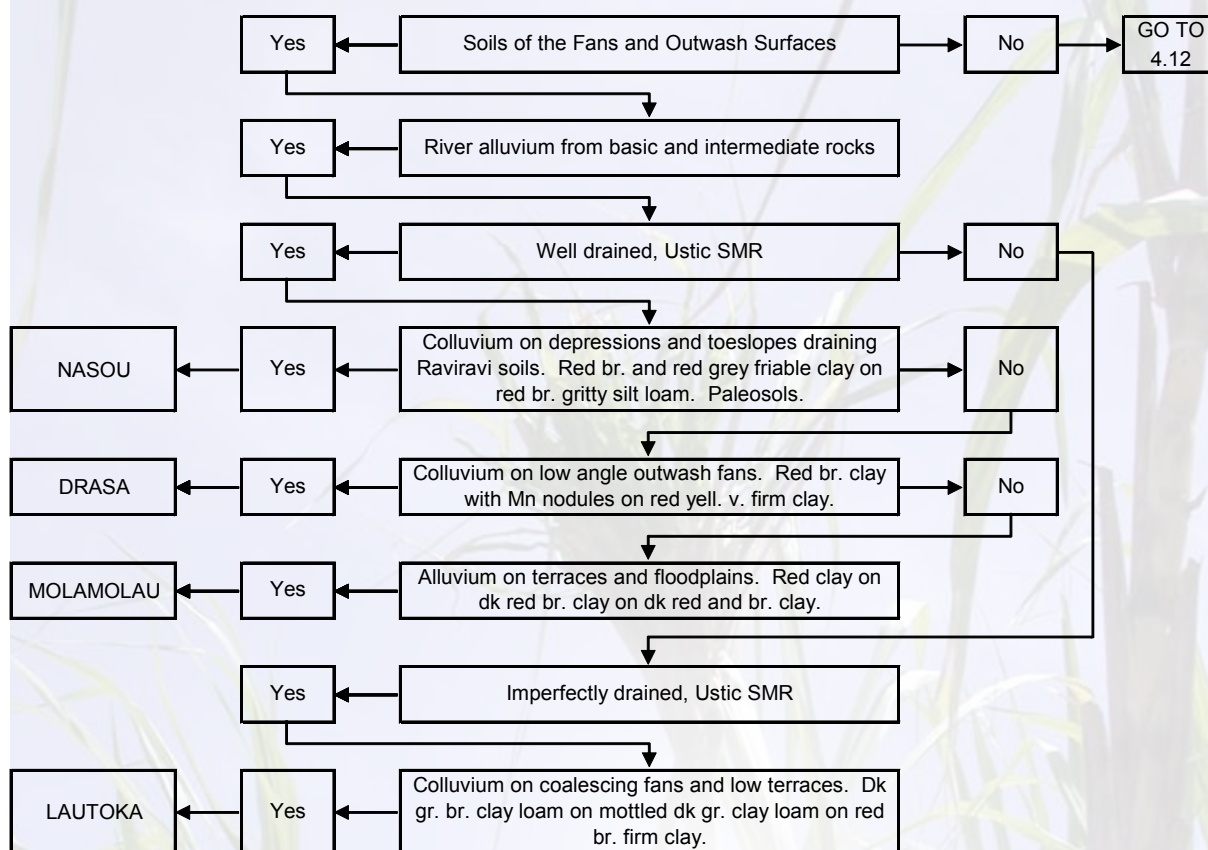 Yes
Soils of the Fans and Outwash Surfaces
No
GO TO
4.12
Yes
River alluvium from basic and intermediate rocks
Yes
Well drained, Ustic SMR
No
NASOU
Yes
Colluvium on depressions and toeslopes draining
Raviravi soils. Red br. and red grey friable clay on
red br. gritty silt loam. Paleosols.
No
DRASA
Yes
Colluvium on low angle outwash fans. Red br. clay
with Mn nodules on red yell. v. firm clay.
No
MOLAMOLAU
Yes
Alluvium on terraces and floodplains. Red clay on
dk red br. clay on dk red and br. clay.
Yes
Imperfectly drained, Ustic SMR
LAUTOKA
Yes
Colluvium on coalescing fans and low terraces. Dk
gr. br. clay loam on mottled dk gr. clay loam on red
br. firm clay.